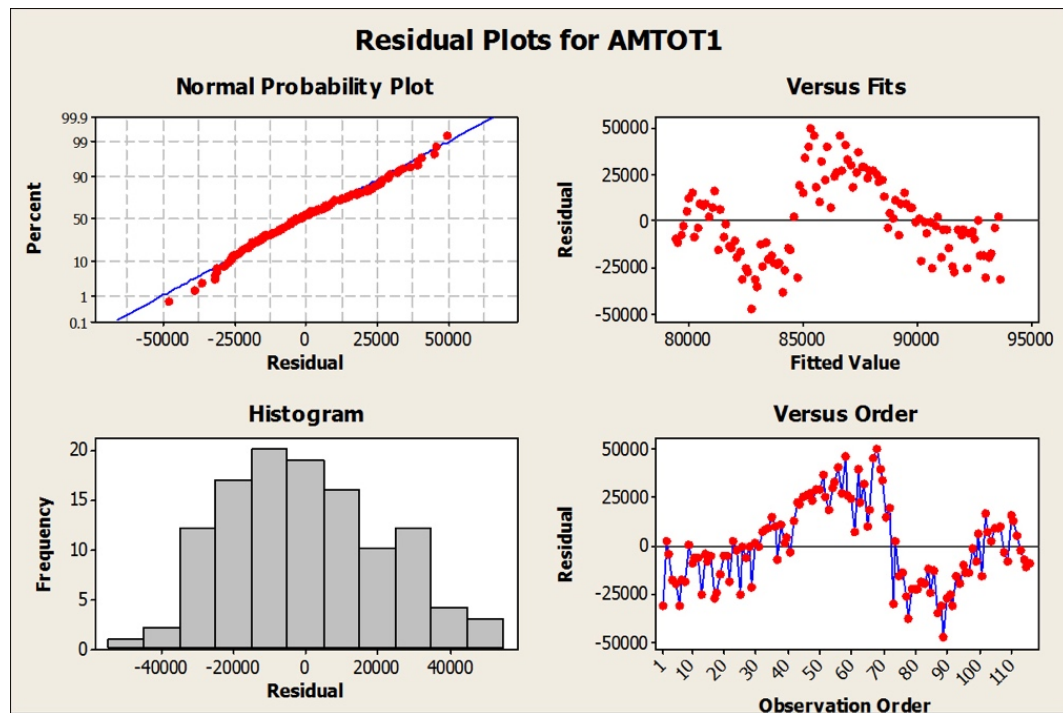 Residual Plots for AMTOT1
Normal Probability Plot
99.9
99
90
50
10
1
0.1
Percent
-50000 -25000 0 25000 50000
Residual
Versus Fits
50000
25000
0
-25000
-50000
Residual
80000 85000 90000 95000
Fitted Value
Histogram
20
15
10
5
0
Frequency
-40000 -20000 0 20000 40000
Residual
Versus Order
50000
25000
0
-25000
-50000
Residual
1 10 20 30 40 50 60 70 80 90 100 110
Observation Order